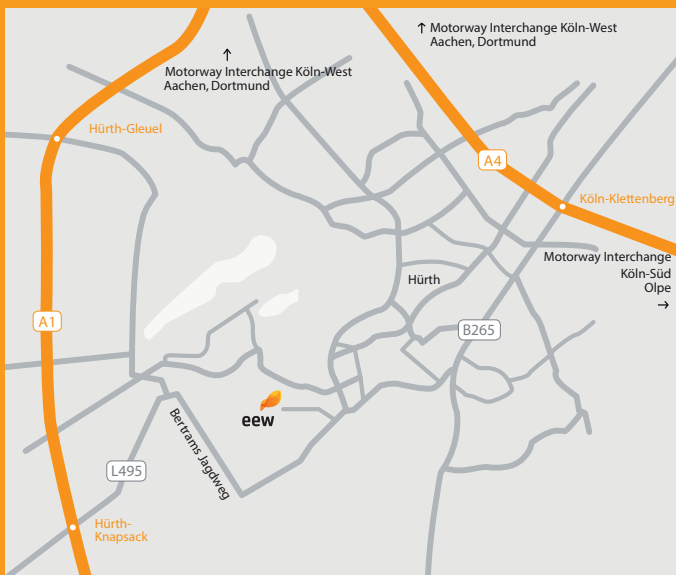 ↑ Motorway Interchange Köln-West
Aachen, Dortmund
↑
Motorway Interchange Köln-West
Aachen, Dortmund
Hürth-Gleuel
A4
Köln-Klettenberg
Motorway Interchange
Köln-Süd
Olpe
→
Hürth
A1
B265
eew
Bertrams Jagdweg
L495
Hürth-
Knapsack